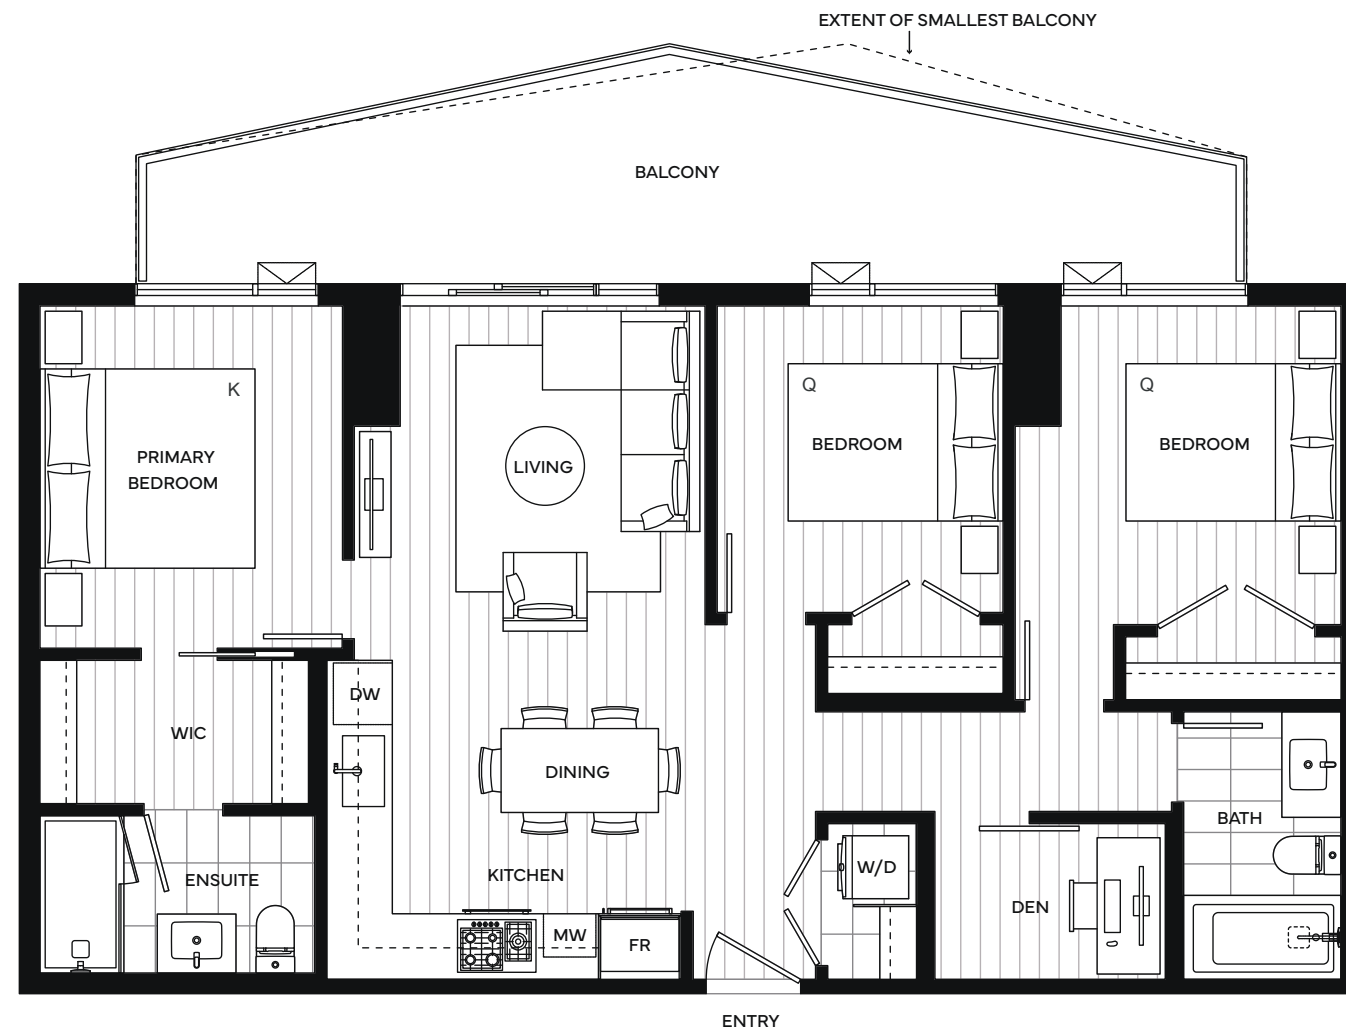 EXTENT OF SMALLEST BALCONY
BALCONY
K
PRIMARY
BEDROOM
LIVING
Q
BEDROOM
Q
BEDROOM
WIC
DW
DINING
KITCHEN
ENSUITE
MW
FR
W/D
DEN
BATH
ENTRY